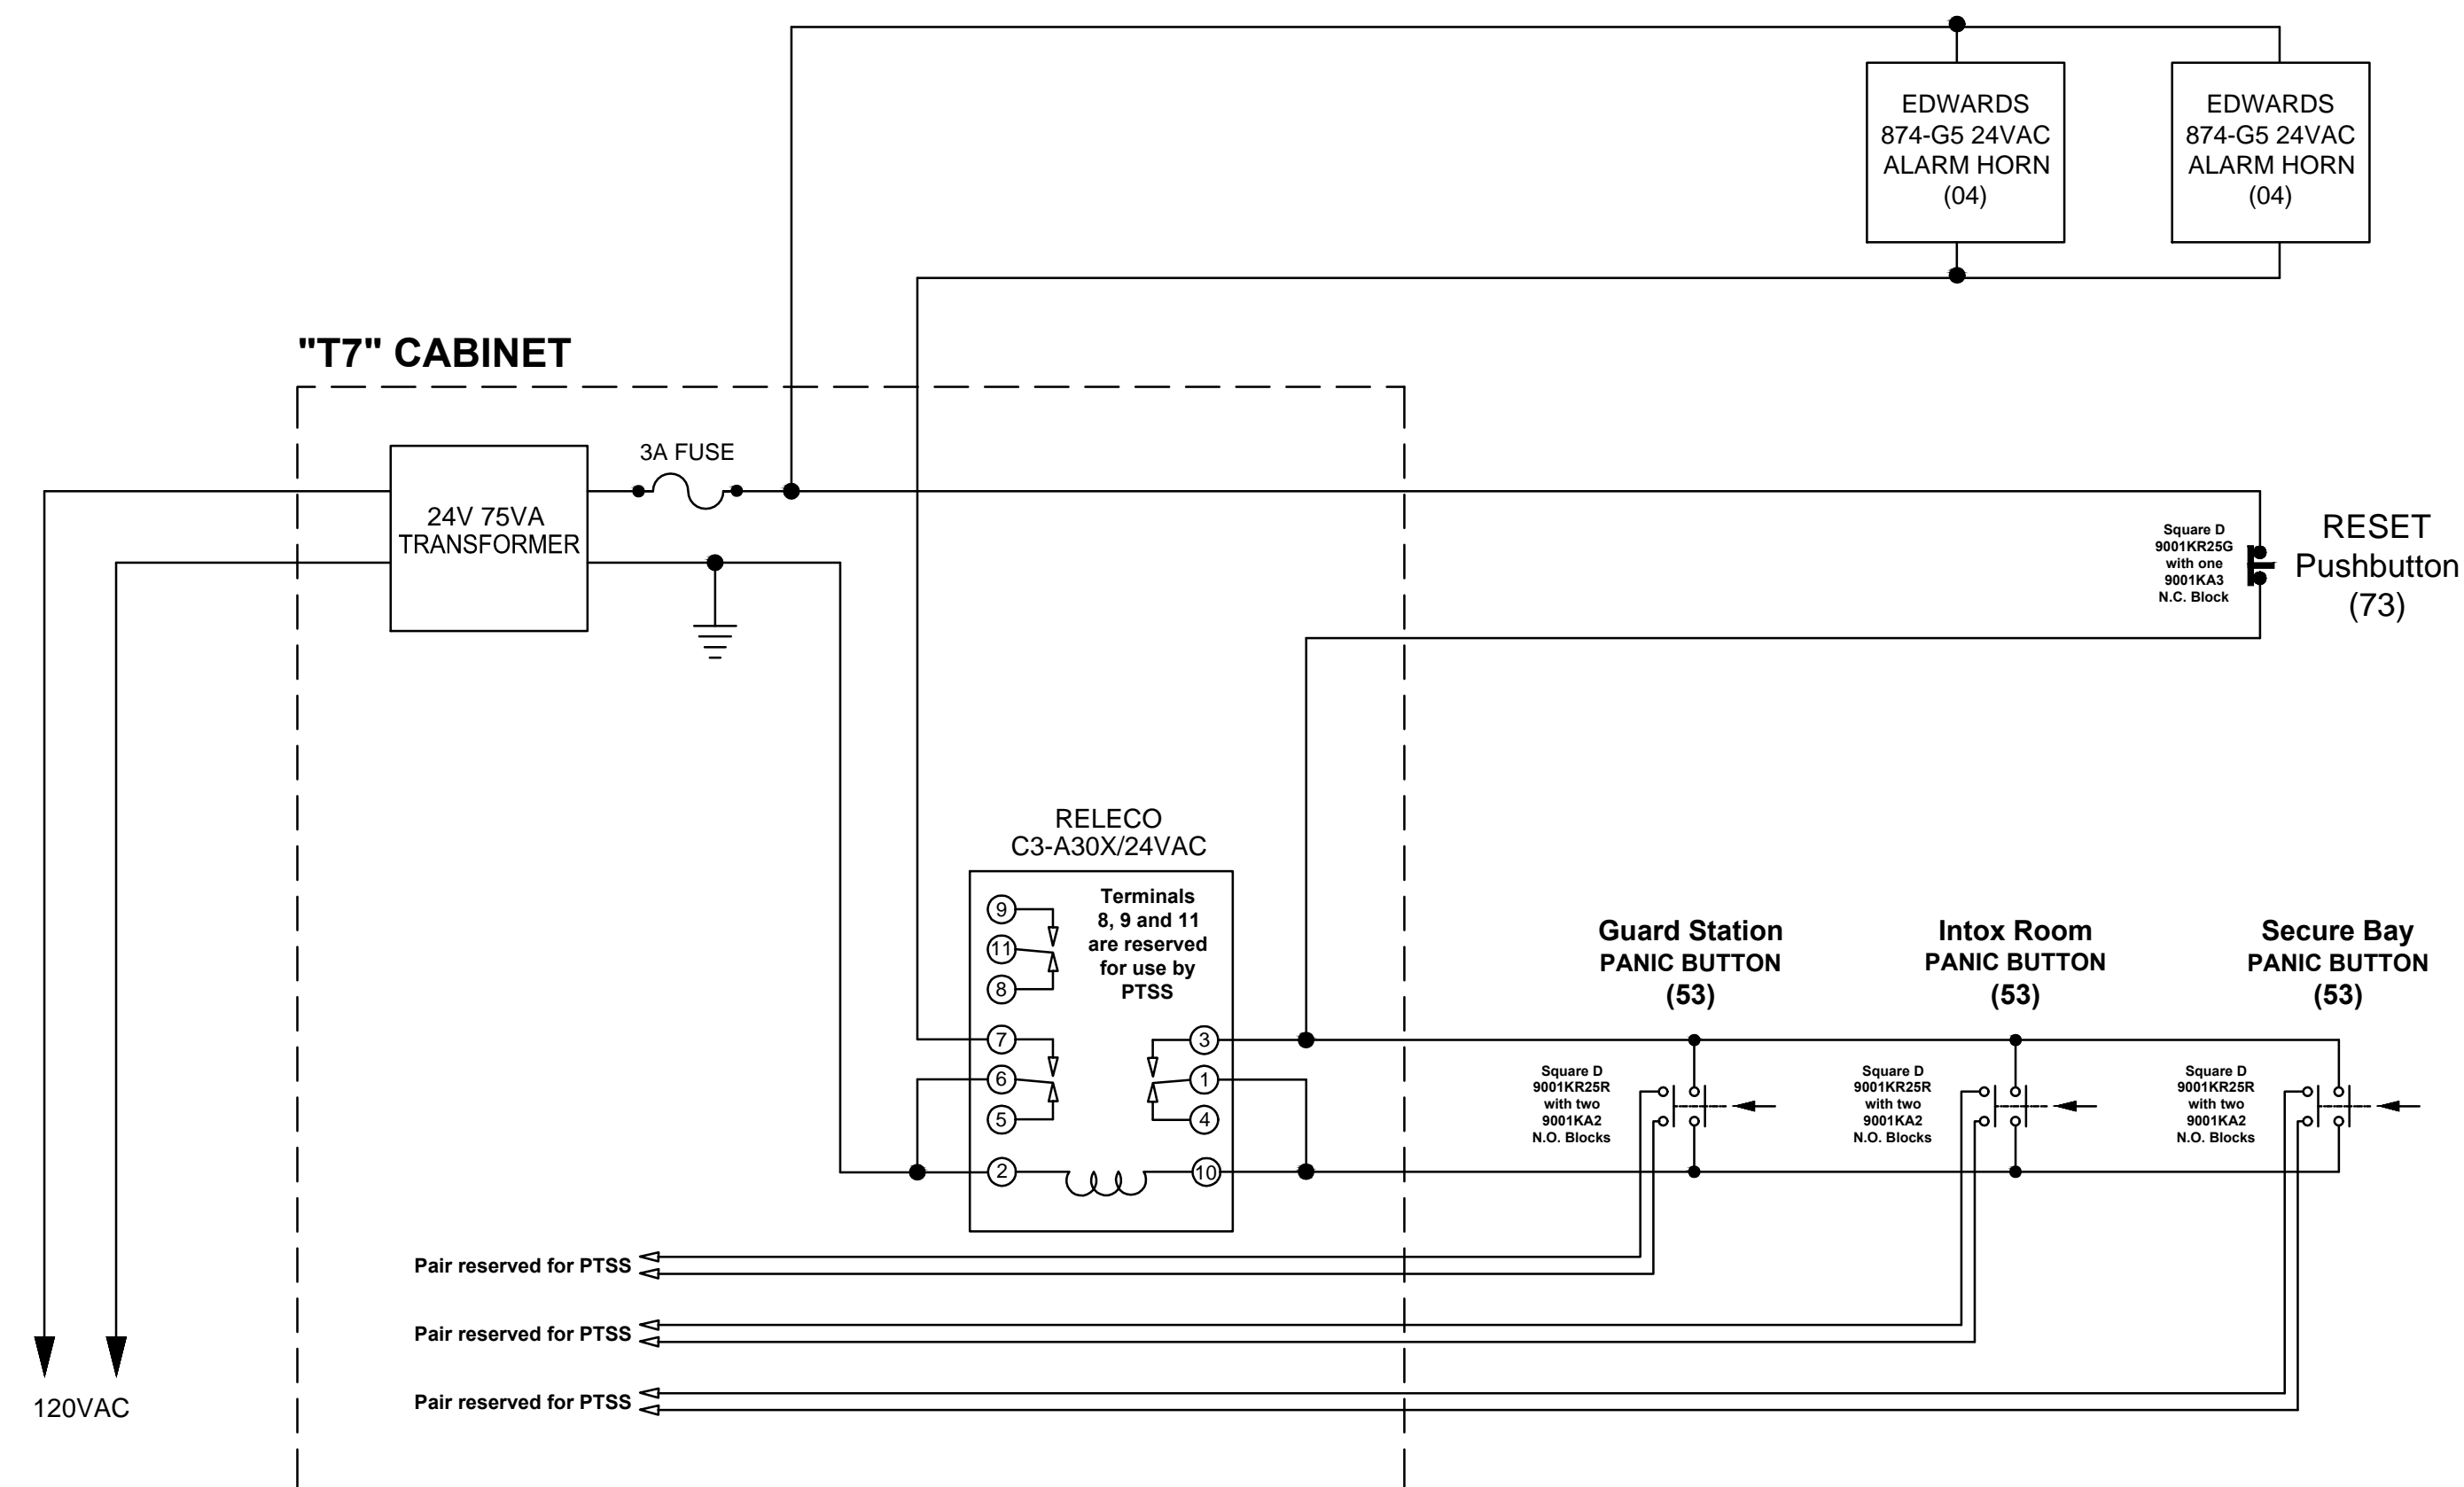 EDWARDS
874-G5 24VAC
ALARM HORN
(04)
EDWARDS
874-G5 24VAC
ALARM HORN
(04)
"T7" CABINET
3A FUSE
24V 75VA
TRANSFORMER
Square D
9001KR25G
with one
9001KA3
N.C. Block
RESET
Pushbutton
(73)
RELECO
C3-A30X/24VAC
Terminals
8, 9 and 11
are reserved
for use by
PTSS
9
11
8
7
6
5
2
3
1
4
10
Guard Station
PANIC BUTTON
(53)
Intox Room
PANIC BUTTON
(53)
Secure Bay
PANIC BUTTON
(53)
Square D
9001KR25R
with two
9001KA2
N.O. Blocks
Square D
9001KR25R
with two
9001KA2
N.O. Blocks
Square D
9001KR25R
with two
9001KA2
N.O. Blocks
Pair reserved for PTSS
Pair reserved for PTSS
Pair reserved for PTSS
120VAC